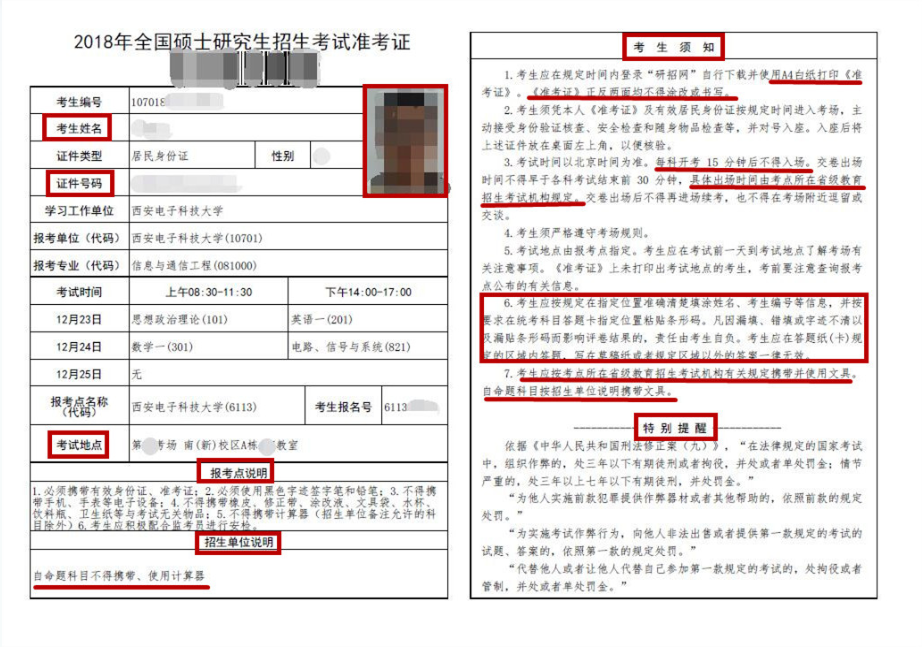 2018年全国硕士研究生招生考试准考证
考生编号 107018
考生姓名
证件类型 居民身份证 性别
证件号码
学习工作单位 西安电子科技大学
报考单位（代码） 西安电子科技大学(10701)
报考专业（代码） 信息与通信工程(081000)
考试时间 上午08:30-11:30 下午14:00-17:00
12月23日 思想政治理论(101) 英语一(201)
12月24日 数学一(301) 电路、信号与系统(821)
12月25日 无
报考点名称
（代码） 西安电子科技大学(6113) 考生报名号 6113
考试地点 第 考场 南(新)校区A栋 教室
报考点说明
1.必须携带有效身份证、准考证；2.必须使用黑色字迹签字笔和铅笔；3.不得携
带手机、手表等电子设备；4.不得携带橡皮、修正带、涂改液、文具袋、水杯、
饮料瓶、卫生纸等与考试无关物品；5.不得携带计算器（招生单位备注允许的科
目除外）6.考生应积极配合监考员进行安检。
招生单位说明
自命题科目不得携带、使用计算器
考 生 须 知
1.考生应在规定时间内登录“研招网”自行下载并使用A4白纸打印《准
考证》。《准考证》正反两面均不得涂改或书写。
2.考生须凭本人《准考证》及有效居民身份证按规定时间进入考场，主
动接受身份验证核查、安全检查和随身物品检查等，并对号入座。入座后将
上述证件放在桌面左上角，以便核验。
3.考试时间以北京时间为准。每科开考 15 分钟后不得入场。交卷出场
时间不得早于各科考试结束前 30 分钟，具体出场时间由考点所在省级教育
招生考试机构规定。交卷出场后不得再进场续考，也不得在考场附近逗留或
交谈。
4.考生须严格遵守考场规则。
5.考试地点由报考点指定。考生应在考试前一天到考试地点了解考场有
关注意事项。《准考证》上未打印出考试地点的考生，考前要注意查询报考
点公布的有关信息。
6.考生应按规定在指定位置准确清楚填涂姓名、考生编号等信息，并按
要求在统考科目答题卡指定位置粘贴条形码。凡因漏填、错填或字迹不清以
及漏贴条形码而影响评卷结果的，责任由考生自负。考生应在答题纸(卡)规
定的区域内答题，写在草稿纸或者规定区域以外的答案一律无效。
7.考生应按考点所在省级教育招生考试机构有关规定携带并使用文具。
自命题科目按招生单位说明携带文具。
特 别 提 醒
依据《中华人民共和国刑法修正案（九）》，“在法律规定的国家考试
中，组织作弊的，处三年以下有期徒刑或者拘役，并处或者单处罚金；情节
严重的，处三年以上七年以下有期徒刑，并处罚金。”
“为他人实施前款犯罪提供作弊器材或者其他帮助的，依照前款的规定
处罚。”
“为实施考试作弊行为，向他人非法出售或者提供第一款规定的考试的
试题、答案的，依照第一款的规定处罚。”
“代替他人或者让他人代替自己参加第一款规定的考试的，处拘役或者
管制，并处或者单处罚金。”